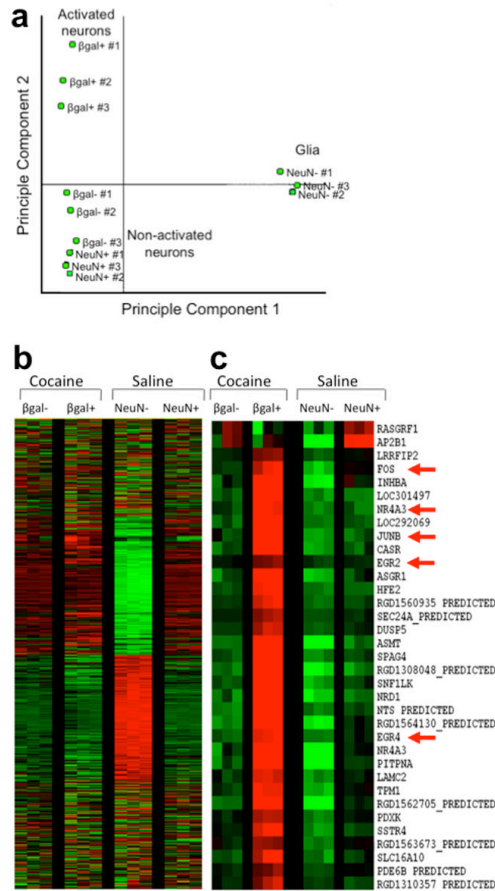 a
Activated
neurons
βgal+ #1
βgal+ #2
βgal+ #3
Glia
NeuN- #1
NeuN- #3
NeuN- #2
βgal- #1
βgal- #2
βgal- #3
NeuN+ #1
NeuN+ #3
NeuN+ #2
Non-activated
neurons
Principle Component 2
Principle Component 1
b
Cocaine Saline
βgal- βgal+ NeuN- NeuN+
c
Cocaine Saline
βgal- βgal+ NeuN- NeuN+
RASGRF1
AP2B1
LRRFIP2
FOS
INHBA
LOC301497
NR4A3
LOC292069
JUNB
CASR
EGR2
ASGR1
HFE2
RGD1560935 PREDICTED
SEC24A_PREDICTED
DUSP5
ASMT
SPAG4
RGD1308048_PREDICTED
SNF1LK
NRD1
NTS PREDICTED
RGD1564130_PREDICTED
EGR4
NR4A3
PITPNA
LAMC2
TPM1
RGD1562705_PREDICTED
PDXK
SSTR4
RGD1563673_PREDICTED
SLC16A10
PDE6B PREDICTED
RGD1310357 PREDICTED